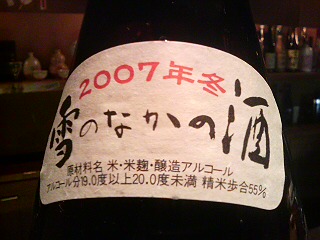 2007年冬
雪のなかの酒
原材料名 米・米麹・醸造アルコール
アルコール分19.0度以上20.0度未満 精米歩合55%